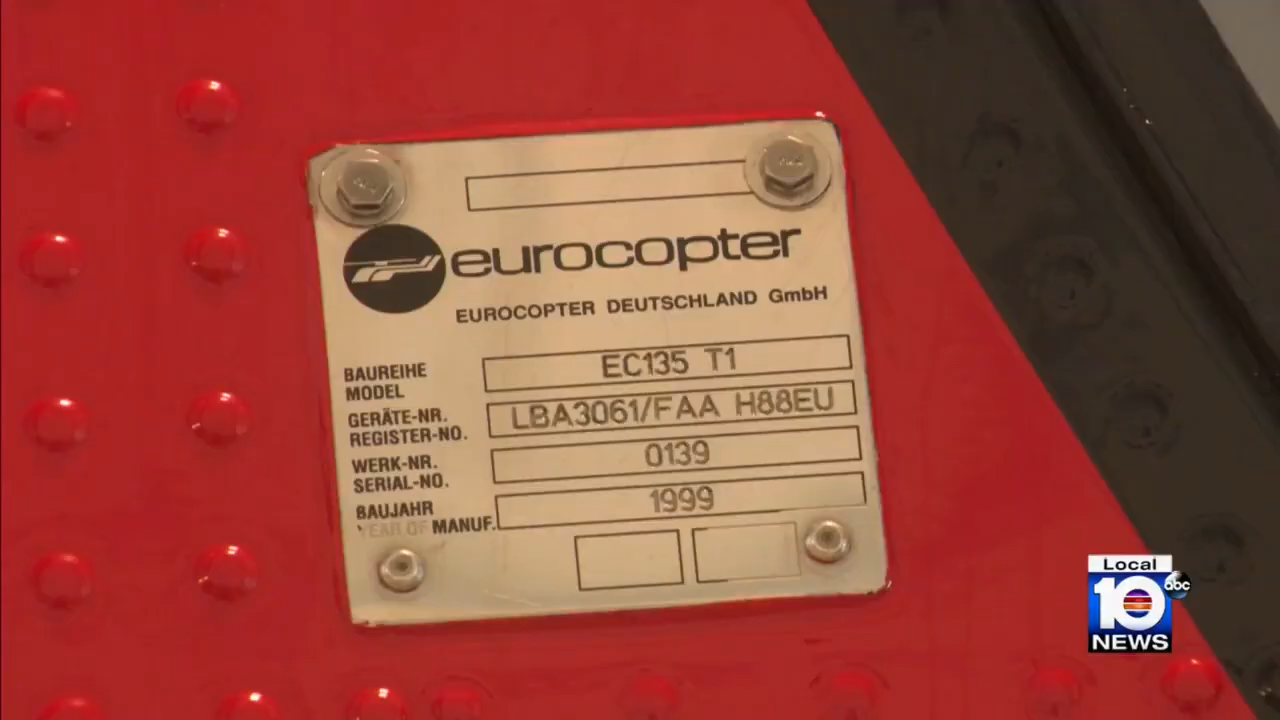 eurocopter
EUROCOPTER DEUTSCHLAND GmbH
BAUREIHE
MODEL
EC135 T1
GERÄTE-NR.
REGISTER-NO.
LBA3061/FAA H88EU
WERK-NR.
SERIAL-NO.
0139
BAUJAHR
YEAR OF MANUF.
1999
Local
10
abc
NEWS